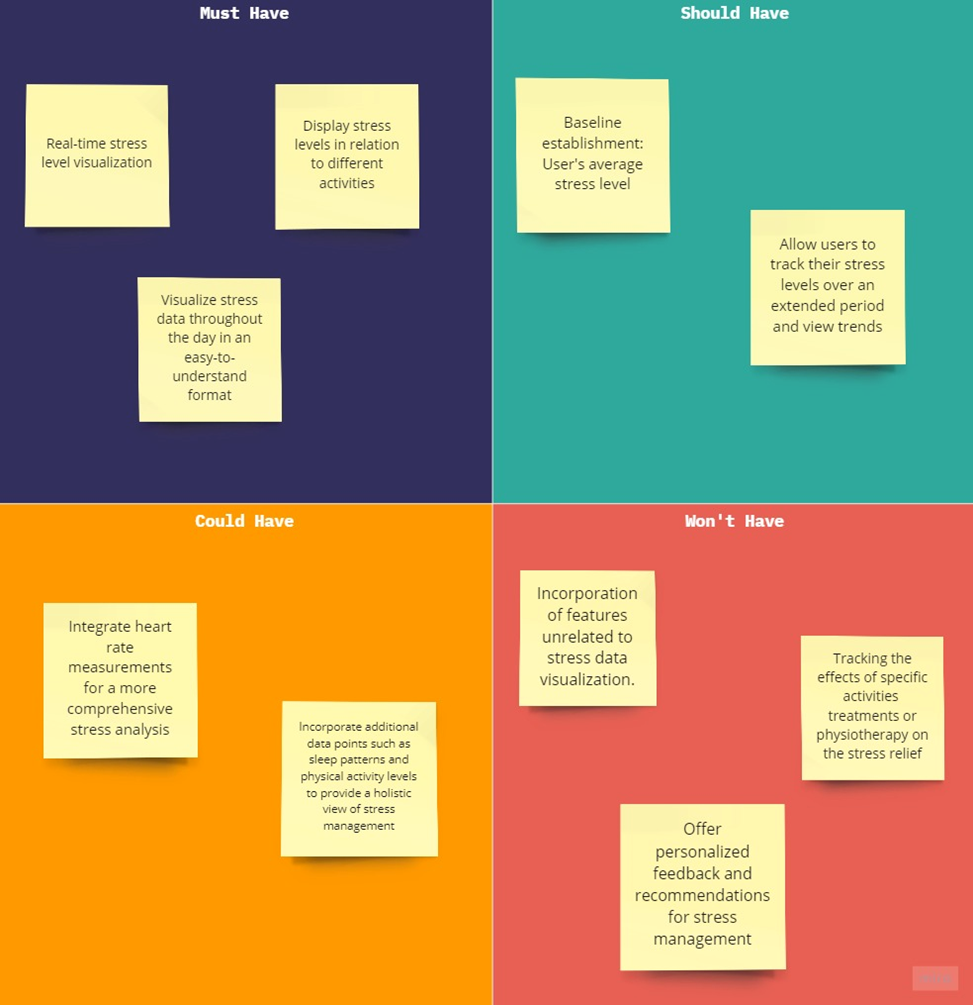 Must Have
Real-time stress
level visualization
Display stress
levels in relation
to different
activities
Visualize stress
data throughout
the day in an
easy-to-
understand
format
Should Have
Baseline
establishment:
User's average
stress level
Allow users to
track their stress
levels over an
extended period
and view trends
Could Have
Integrate heart
rate
measurements
for a more
comprehensive
stress analysis
Incorporate additional
data points such as
sleep patterns and
physical activity levels
to provide a holistic
view of stress
management
Won't Have
Incorporation
of features
unrelated to
stress data
visualization.
Tracking the
effects of specific
activities
treatments or
physiotherapy on
the stress relief
Offer
personalized
feedback and
recommendations
for stress
management